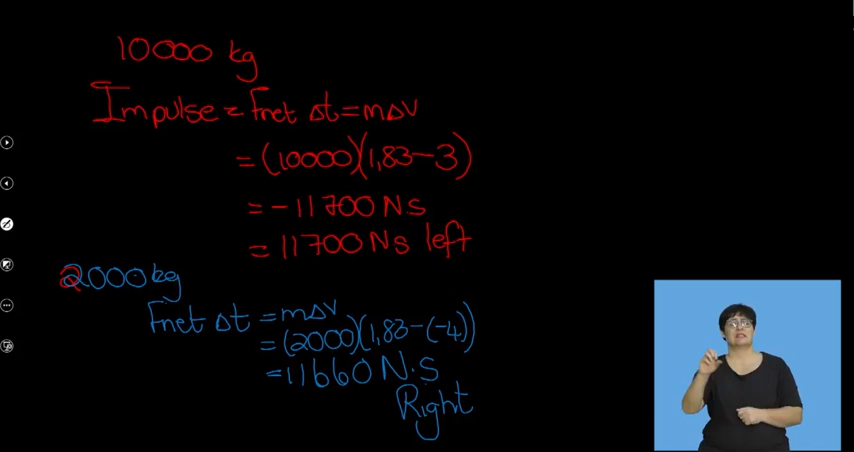 10000 kg
Impulse = Fnet Δt = mΔV
= (10000)(1,83-3)
= -11700 N.S
= 11700 Ns left
2000 kg
Fnet Δt = mΔV
= (2000)(1,83-(-4))
= 11660 N.S
Right